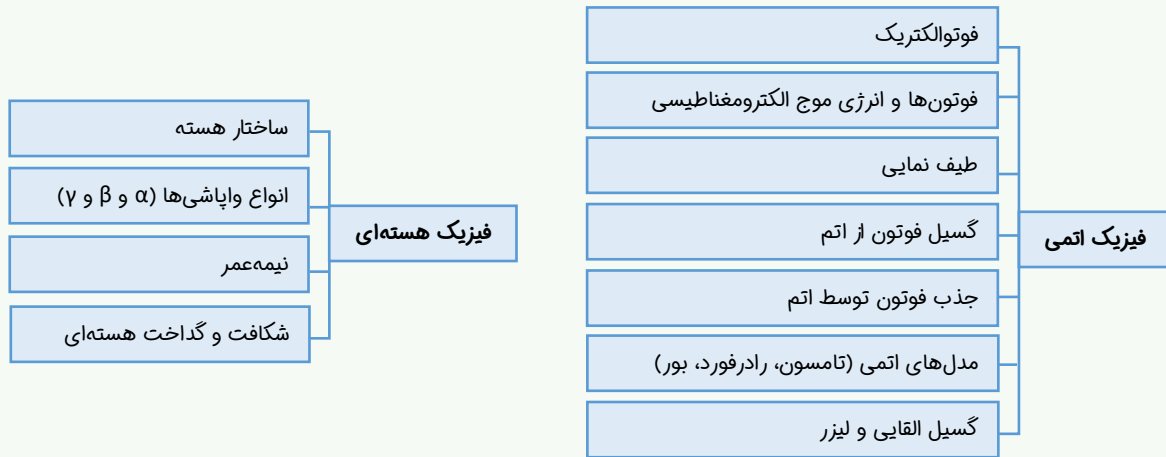 فیزیک اتمی
فوتوالکتریک
فوتون‌ها و انرژی موج الکترومغناطیسی
طیف نمایی
گسیل فوتون از اتم
جذب فوتون توسط اتم
مدل‌های اتمی (تامسون، رادرفورد، بور)
گسیل القایی و لیزر
فیزیک هسته‌ای
ساختار هسته
انواع واپاشی‌ها (α و β و γ)
نیمه‌عمر
شکافت و گداخت هسته‌ای